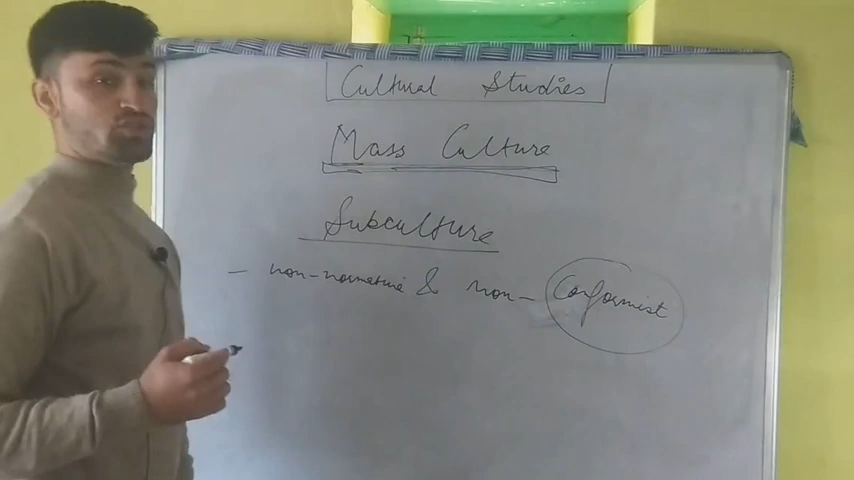 Cultural Studies
Mass Culture
Subculture
- non-normative & non-Conformist